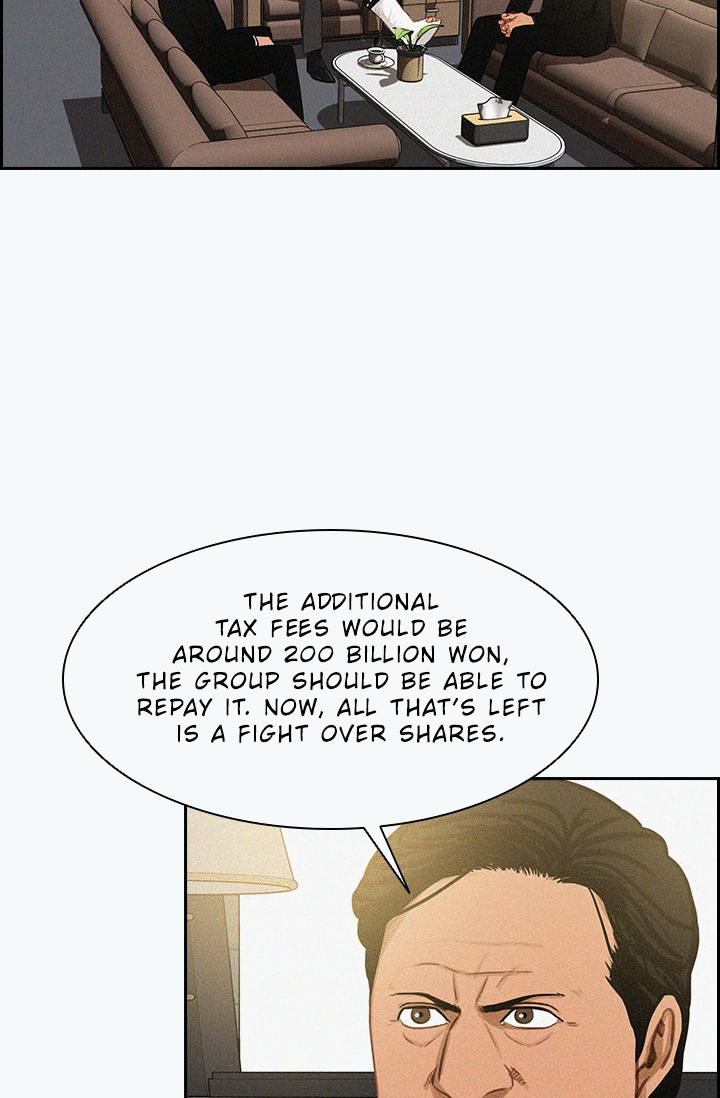 THE ADDITIONAL
TAX FEES WOULD BE
AROUND 200 BILLION WON,
THE GROUP SHOULD BE ABLE TO
REPAY IT. NOW, ALL THAT'S LEFT
IS A FIGHT OVER SHARES.